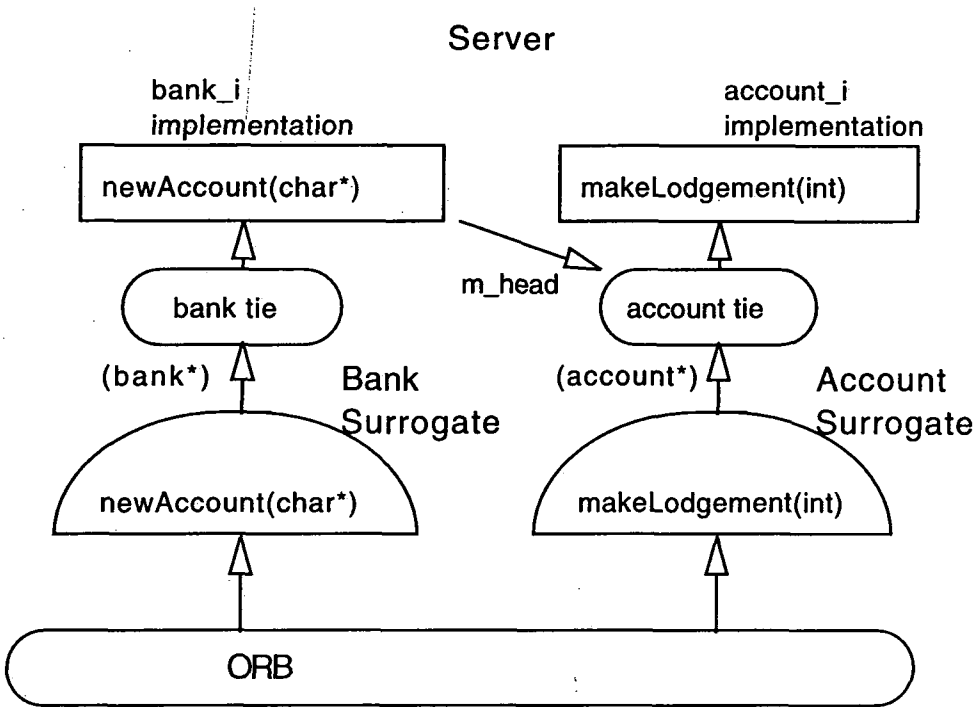 Server
bank_i
implementation
account_i
implementation
newAccount(char*)
makeLodgement(int)
m_head
bank tie
account tie
(bank*)
Bank
Surrogate
(account*)
Account
Surrogate
newAccount(char*)
makeLodgement(int)
ORB